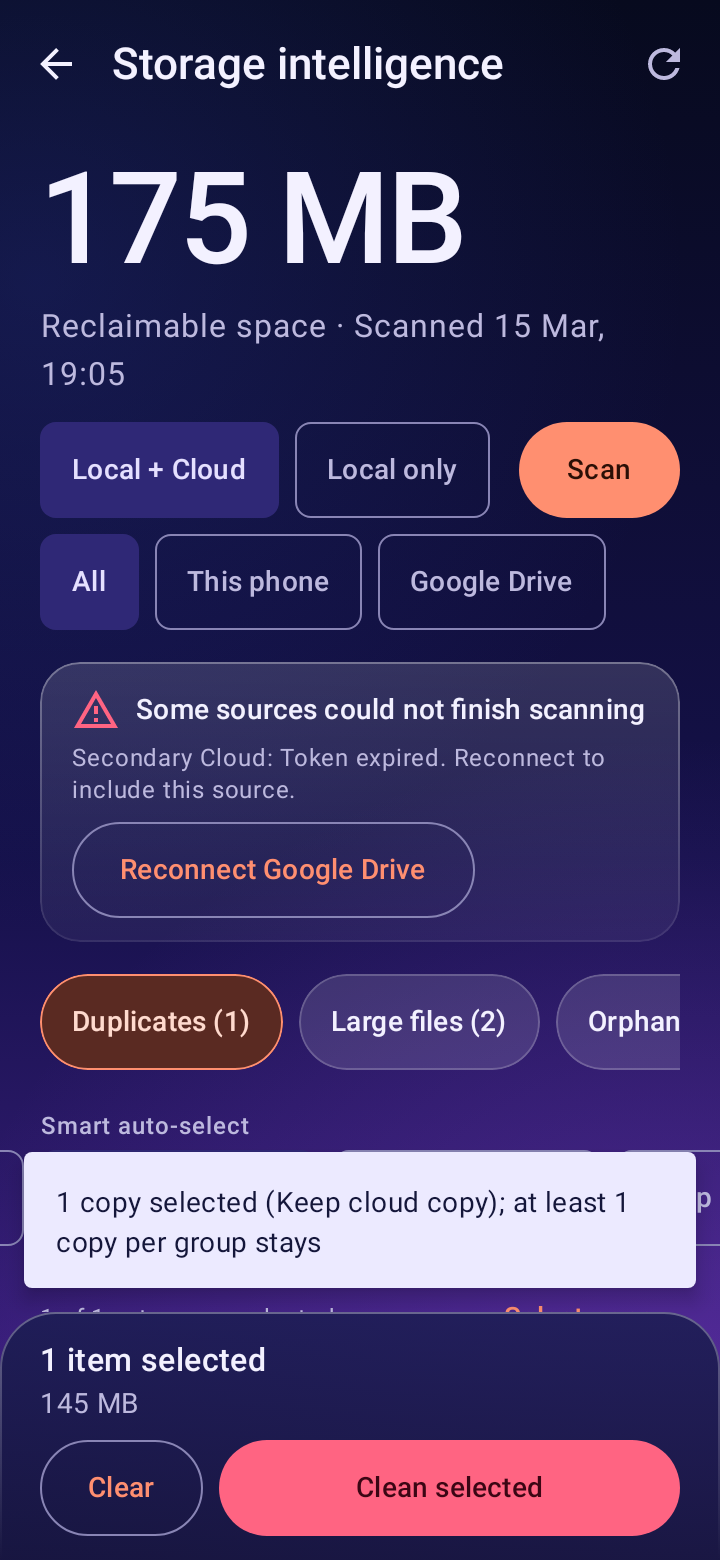 Storage intelligence
175 MB
Reclaimable space · Scanned 15 Mar,
19:05
Local + Cloud
Local only
Scan
All
This phone
Google Drive
Some sources could not finish scanning
Secondary Cloud: Token expired. Reconnect to
include this source.
Reconnect Google Drive
Duplicates (1)
Large files (2)
Orphan
Smart auto-select
1 copy selected (Keep cloud copy); at least 1
copy per group stays
1 item selected
145 MB
Clear
Clean selected